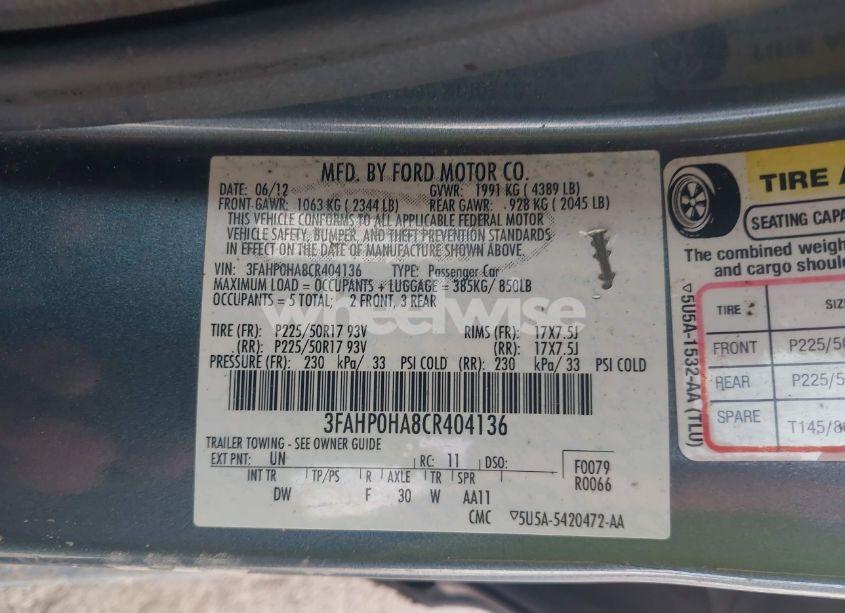 MFD. BY FORD MOTOR CO.
DATE: 06/12 GVWR: 1991 KG ( 4389 LB)
FRONT GAWR: 1063 KG ( 2344 LB) REAR GAWR: 928 KG ( 2045 LB)
THIS VEHICLE CONFORMS TO ALL APPLICABLE FEDERAL MOTOR
VEHICLE SAFETY, BUMPER, AND THEFT PREVENTION STANDARDS
IN EFFECT ON THE DATE OF MANUFACTURE SHOWN ABOVE.
VIN: 3FAHP0HA8CR404136 TYPE: Passenger Car
MAXIMUM LOAD = OCCUPANTS + LUGGAGE = 385KG/ 850LB
OCCUPANTS = 5 TOTAL; 2 FRONT, 3 REAR
wheelwise
TIRE (FR): P225/50R17 93V RIMS (FR): 17X7.5J
(RR): P225/50R17 93V (RR): 17X7.5J
PRESSURE (FR): 230 kPa/ 33 PSI COLD (RR): 230 kPa/ 33 PSI COLD
3FAHP0HA8CR404136
TRAILER TOWING - SEE OWNER GUIDE
EXT PNT: UN RC: 11 DSO: F0079
INT TR TP/PS R AXLE TR SPR R0066
DW F 30 W AA11
CMC ▽5U5A-5420472-AA
TIRE A
SEATING CAPA
The combined weigh
and cargo shoul
TIRE SIZ
FRONT P225/50
REAR P225/5
SPARE T145/8
▽5U5A-1532-AA (TLU)